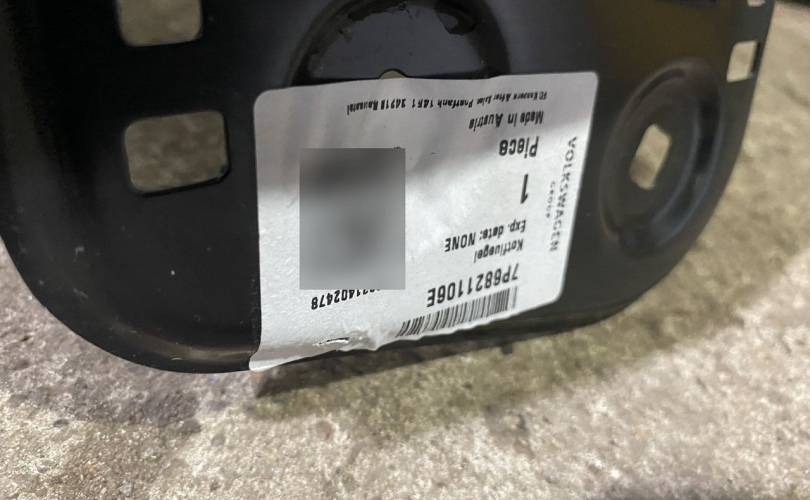 7P6821106E
Kotfluegel
Exp. date: NONE
1
Piece
Made in Austria
VOLKSWAGEN
GROUP